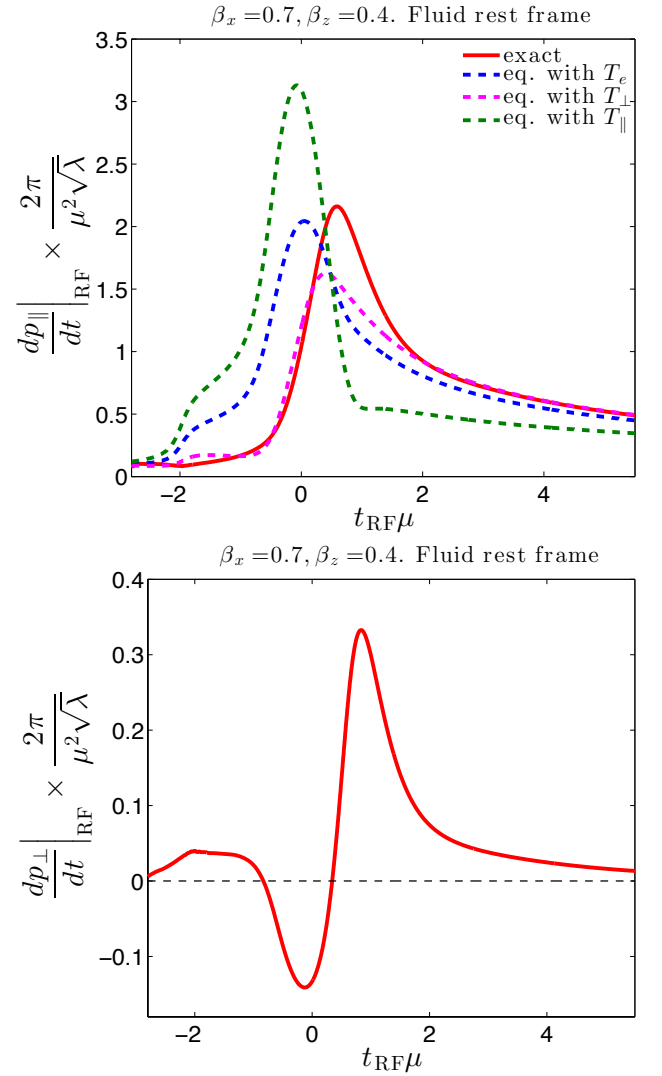 β_x =0.7, β_z =0.4. Fluid rest frame
3.5
3
2.5
2
1.5
1
0.5
0
exact
eq. with T_e
eq. with T_⊥
eq. with T_∥
dp_∥/dt |_RF × 2π/(μ²√λ)
−2
0
2
4
t_RF μ
β_x =0.7, β_z =0.4. Fluid rest frame
0.4
0.3
0.2
0.1
0
−0.1
dp_⊥/dt |_RF × 2π/(μ²√λ)
−2
0
2
4
t_RF μ